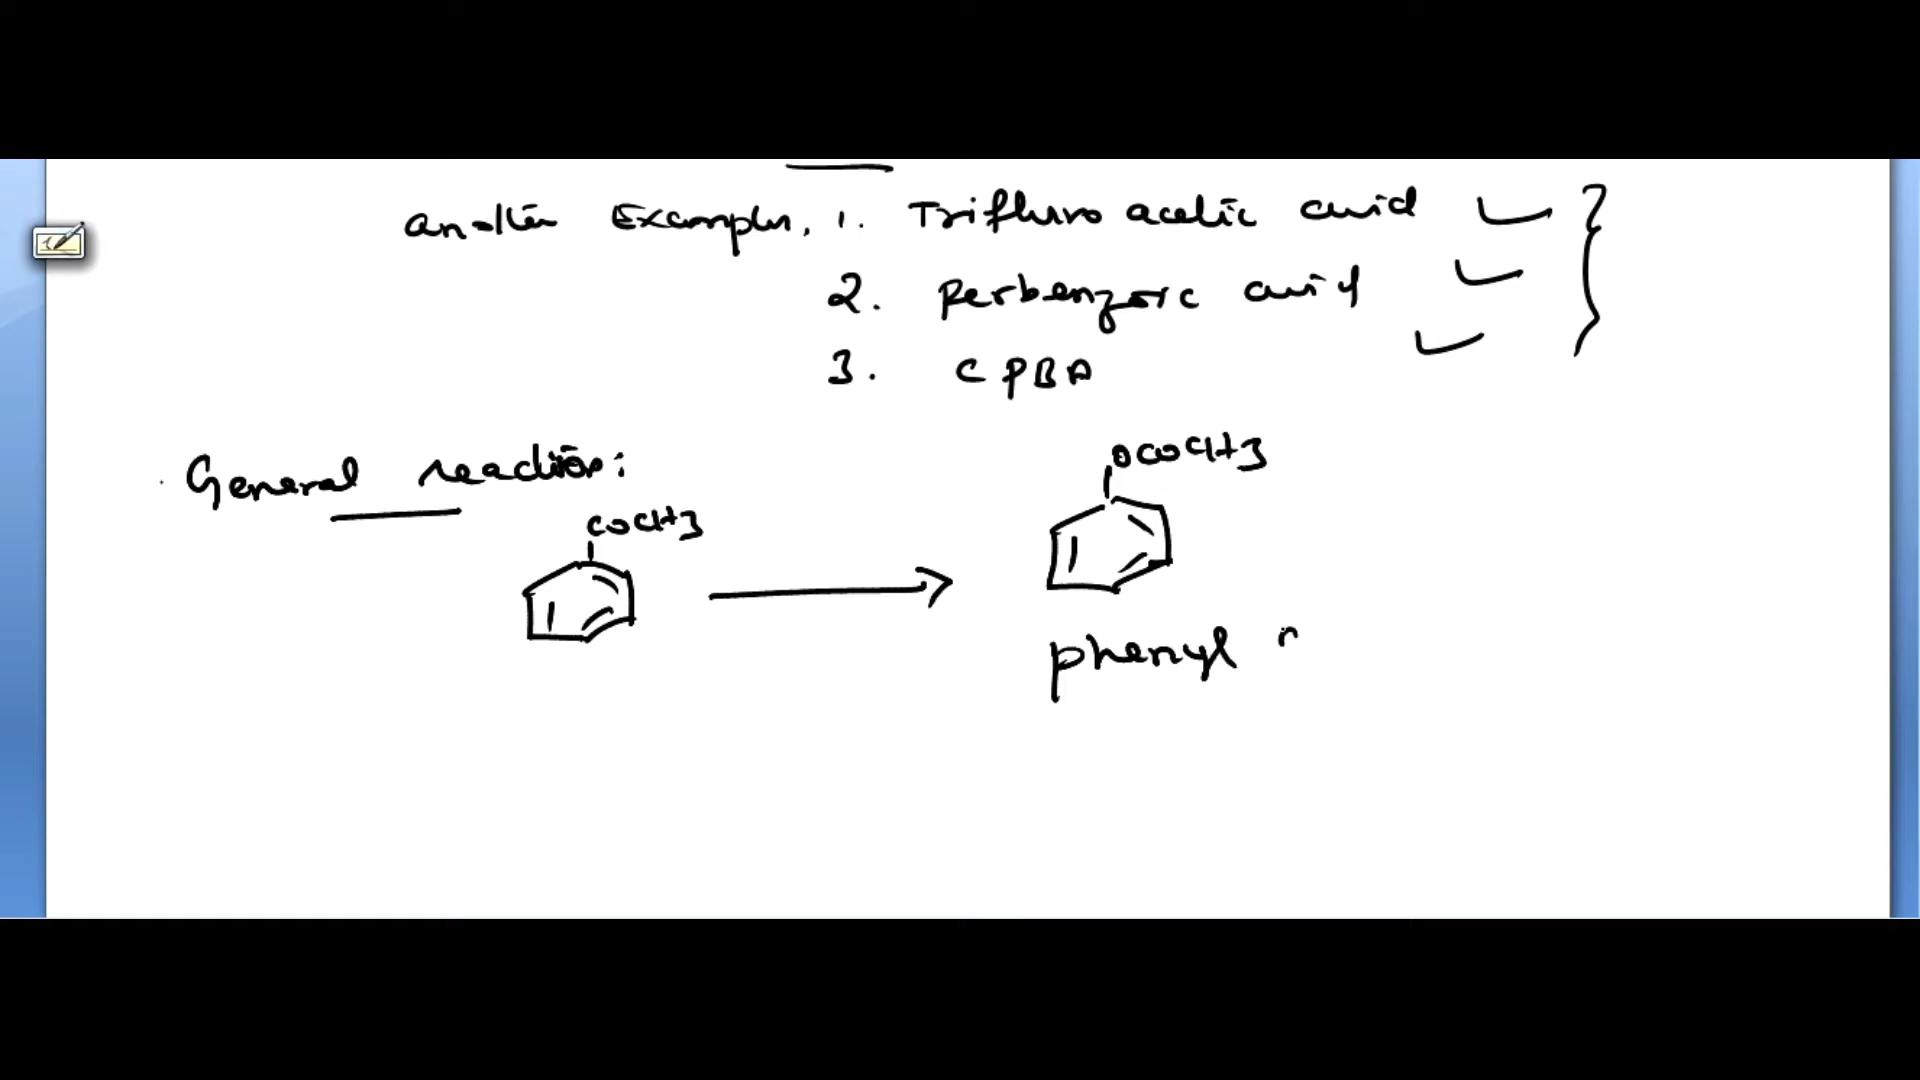 another Examples, 1. Trifluro acetic acid
2. perbenzoic acid
3. CPBA
General reaction:
COCH3
OCOCH3
phenyl